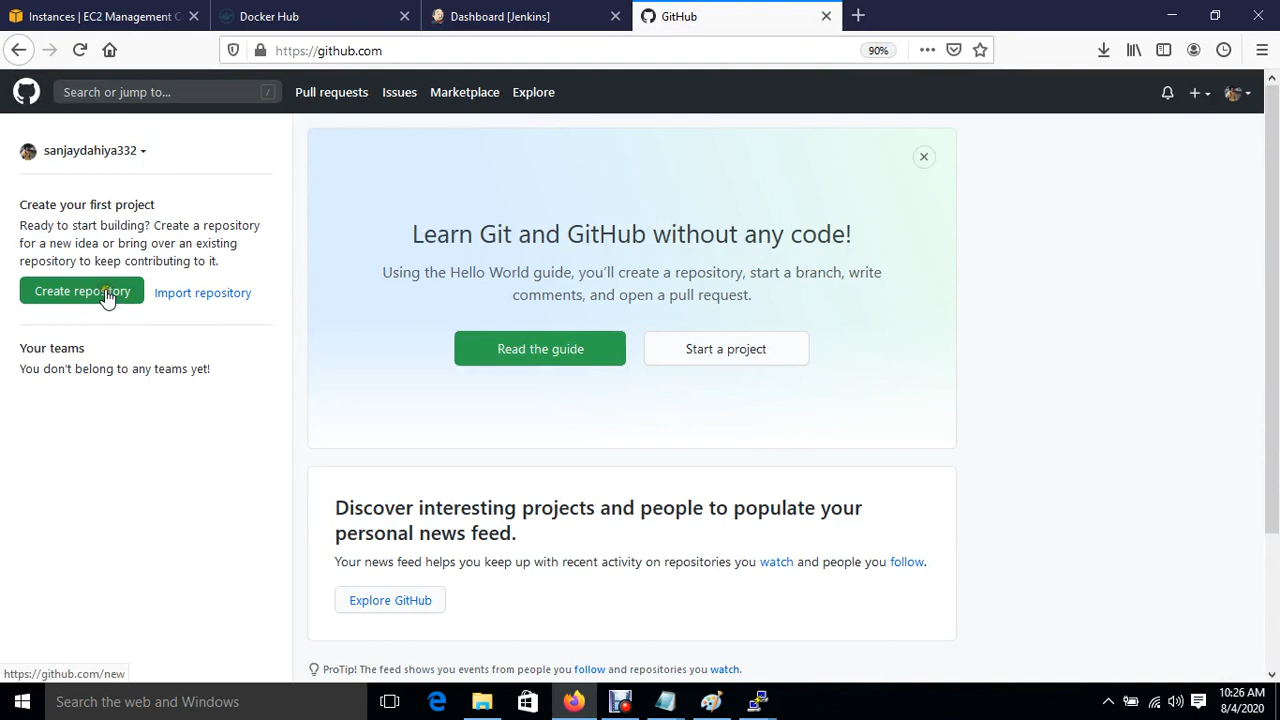 Instances | EC2 Management C
Docker Hub
Dashboard [Jenkins]
GitHub
https://github.com
90%
Search or jump to...
/
Pull requests
Issues
Marketplace
Explore
sanjaydahiya332
Create your first project
Ready to start building? Create a repository
for a new idea or bring over an existing
repository to keep contributing to it.
Create repository
Import repository
Your teams
You don't belong to any teams yet!
Learn Git and GitHub without any code!
Using the Hello World guide, you'll create a repository, start a branch, write
comments, and open a pull request.
Read the guide
Start a project
Discover interesting projects and people to populate your
personal news feed.
Your news feed helps you keep up with recent activity on repositories you watch and people you follow.
Explore GitHub
ProTip! The feed shows you events from people you follow and repositories you watch.
https://github.com/new
Search the web and Windows
10:26 AM
8/4/2020